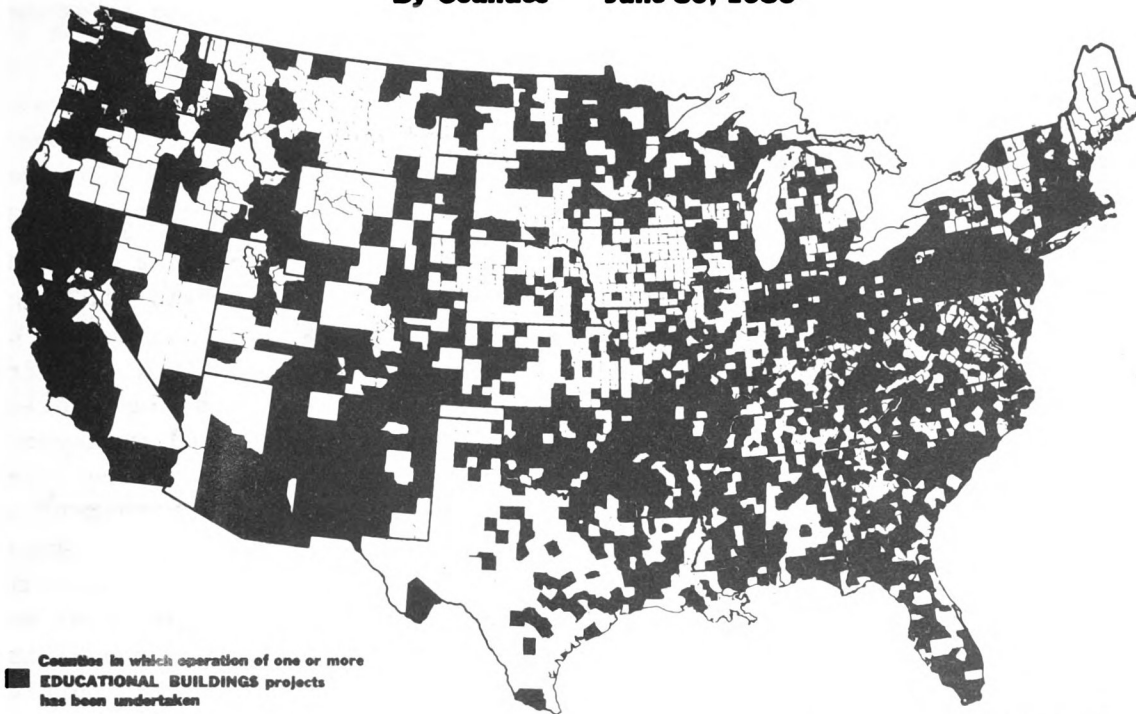 By Counties June 30,
Counties in which operation of one or more
EDUCATIONAL BUILDINGS projects
has been undertaken